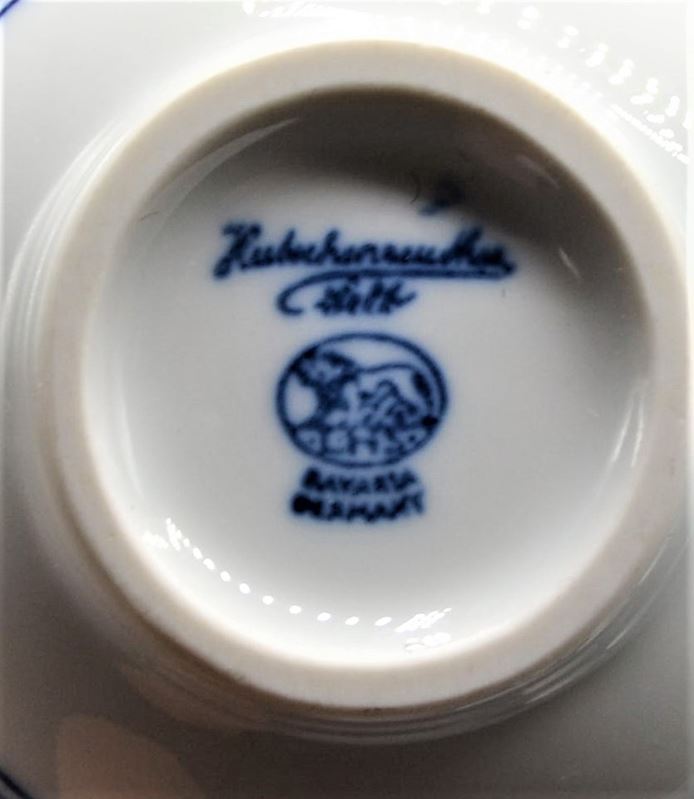 Hutschenreuther
Selb
BAVARIA
GERMANY